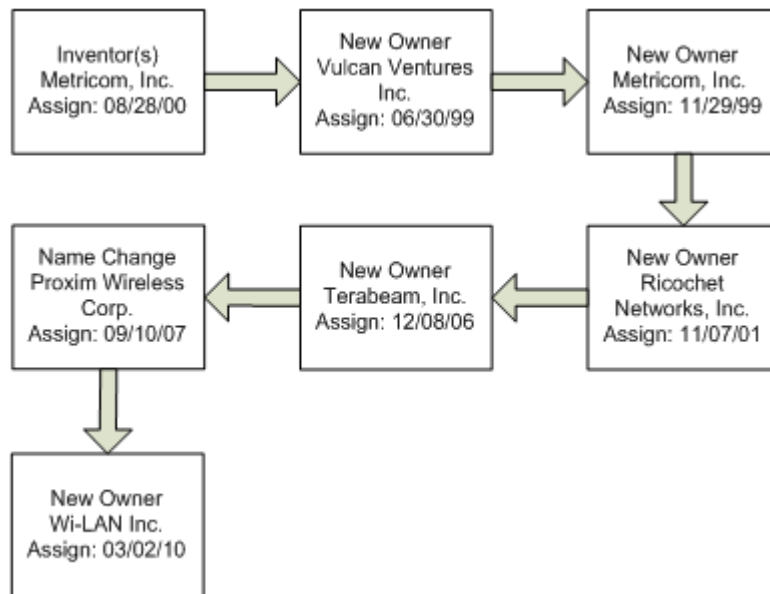 Inventor(s)
Metricom, Inc.
Assign: 08/28/00
New Owner
Vulcan Ventures
Inc.
Assign: 06/30/99
New Owner
Metricom, Inc.
Assign: 11/29/99
New Owner
Ricochet
Networks, Inc.
Assign: 11/07/01
New Owner
Terabeam, Inc.
Assign: 12/08/06
Name Change
Proxim Wireless
Corp.
Assign: 09/10/07
New Owner
Wi-LAN Inc.
Assign: 03/02/10